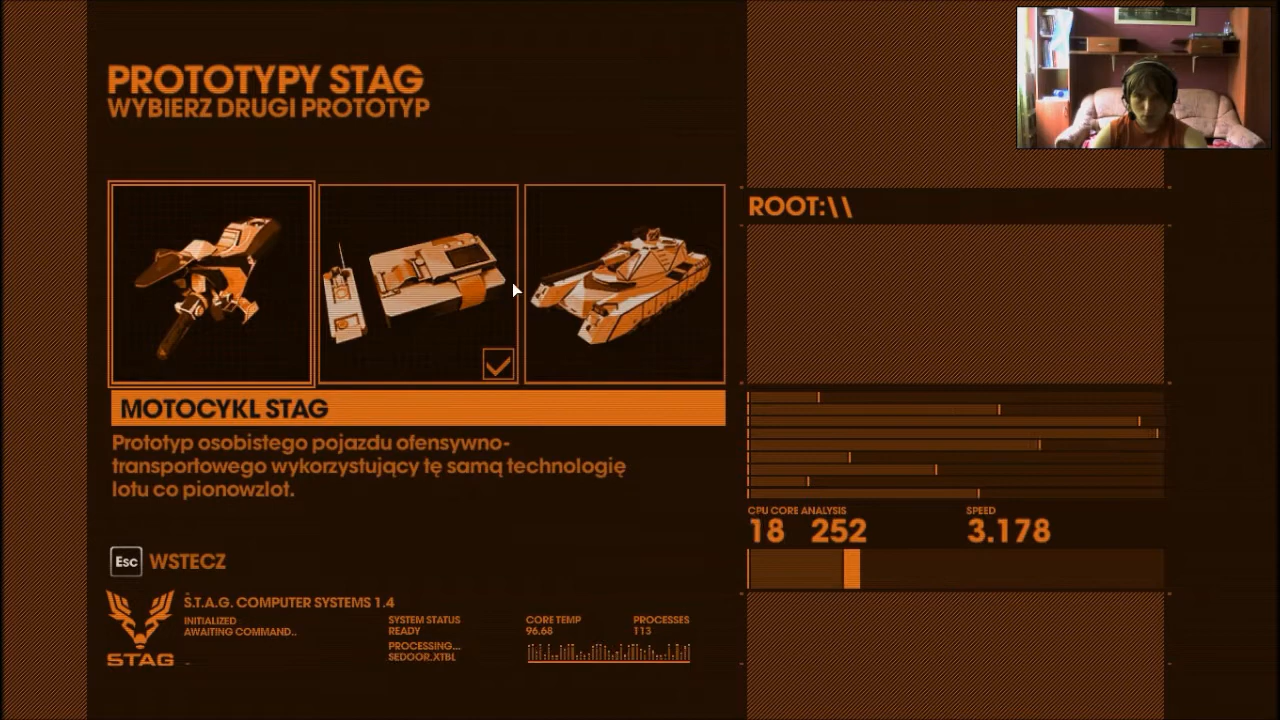 PROTOTYPY STAG
WYBIERZ DRUGI PROTOTYP
ROOT:\\
MOTOCYKL STAG
Prototyp osobistego pojazdu ofensywno-
transportowego wykorzystujący tę samą technologię
lotu co pionowzlot.
CPU CORE ANALYSIS
SPEED
18 252
3.178
Esc WSTECZ
S.T.A.G. COMPUTER SYSTEMS 1.4
INITIALIZED
AWAITING COMMAND..
SYSTEM STATUS
READY
PROCESSING...
SEDOOR.XTBL
CORE TEMP
96.68
PROCESSES
113
STAG